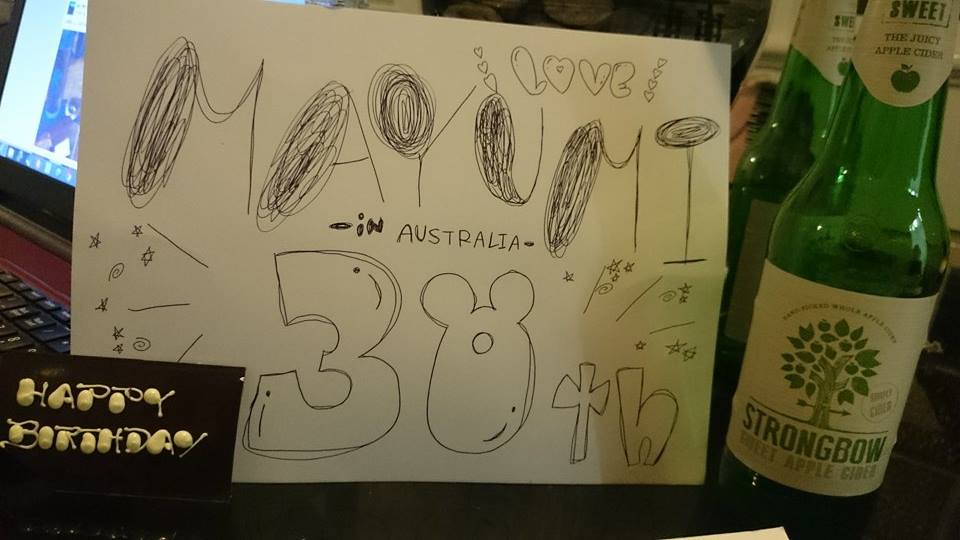 LOVE!
MAYUMI
-in AUSTRALIA-
38th
HAPPY
BIRTHDAY
SWEET
THE JUICY
APPLE CIDER
HAND PICKED WHOLE APPLE CIDER
STRONGBOW
SWEET APPLE CIDER